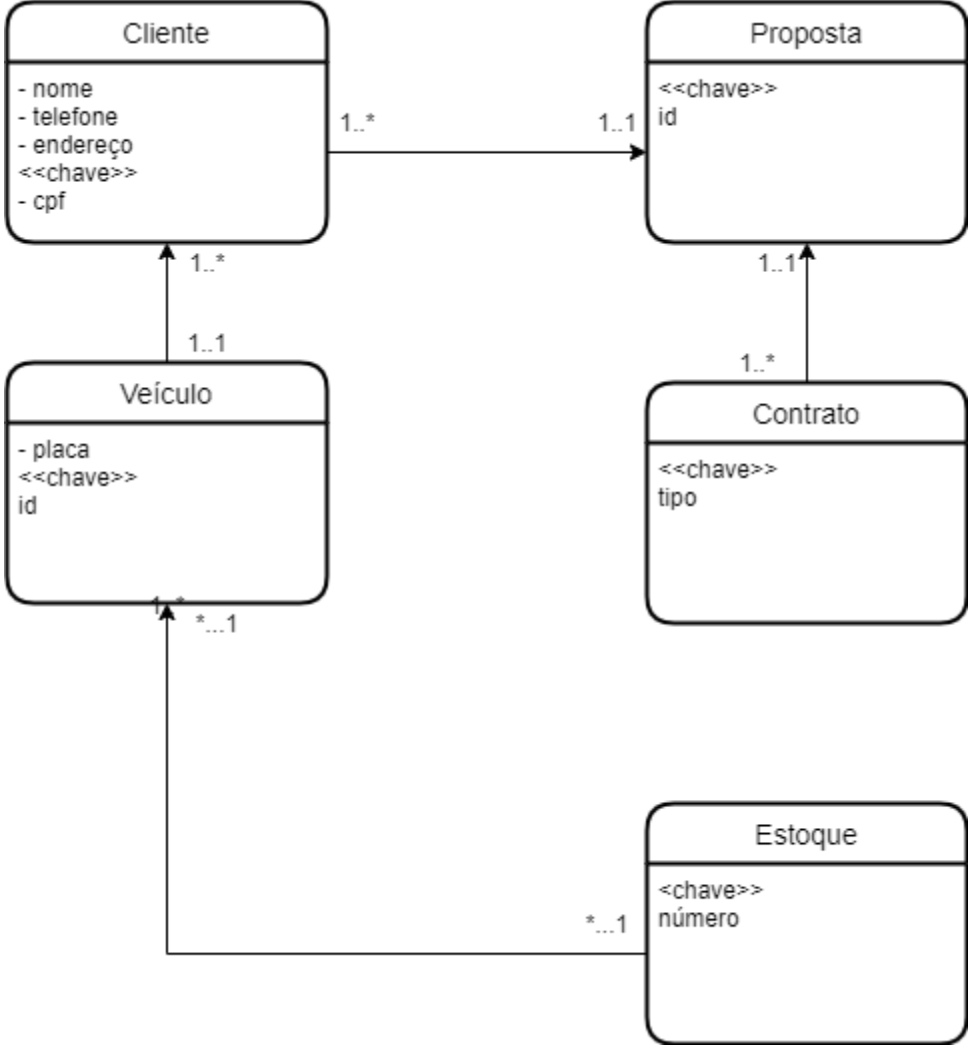 Cliente
- nome
- telefone
- endereço
<<chave>>
- cpf
1..*
1..1
Proposta
<<chave>>
id
1..*
1..1
1..1
1..*
Veículo
- placa
<<chave>>
id
Contrato
<<chave>>
tipo
1..*
*...1
Estoque
<chave>>
número
*...1